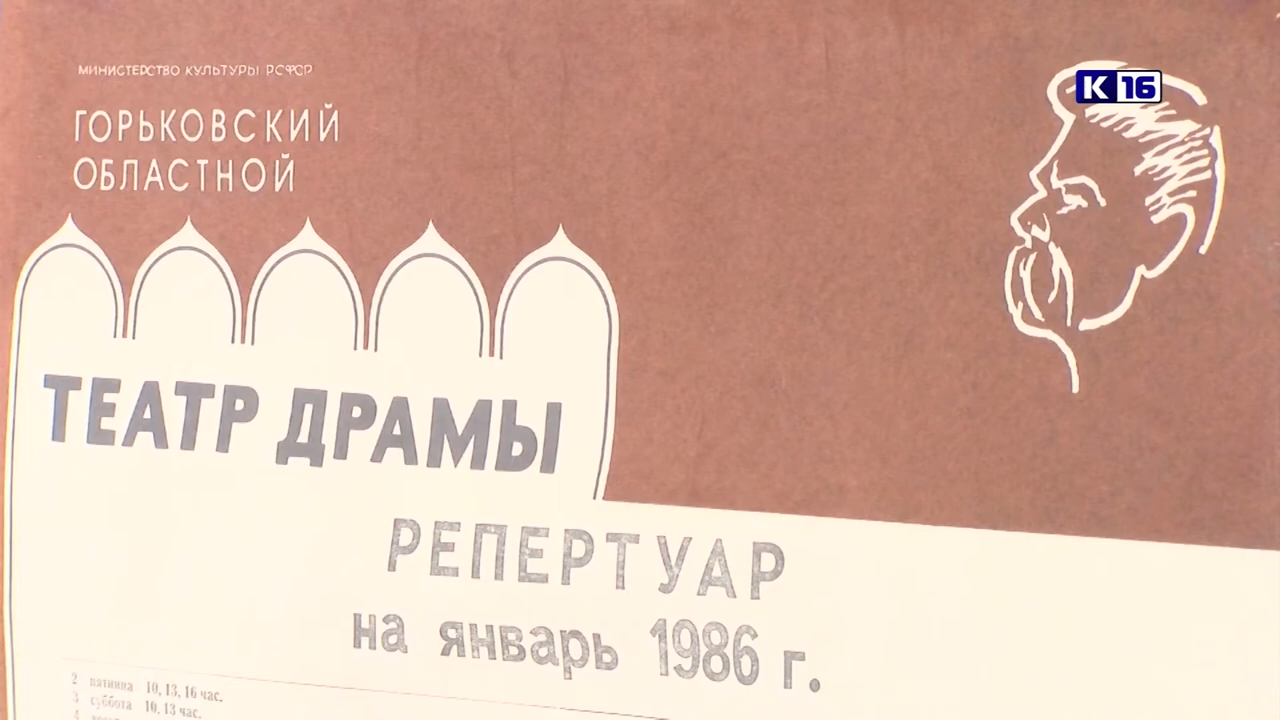 МИНИСТЕРСТВО КУЛЬТУРЫ РСФСР
ГОРЬКОВСКИЙ
ОБЛАСТНОЙ
К 16
ТЕАТР ДРАМЫ
РЕПЕРТУАР
на январь 1986 г.
2 пятница 10, 13, 16 час.
3 суббота 10, 13 час.
4